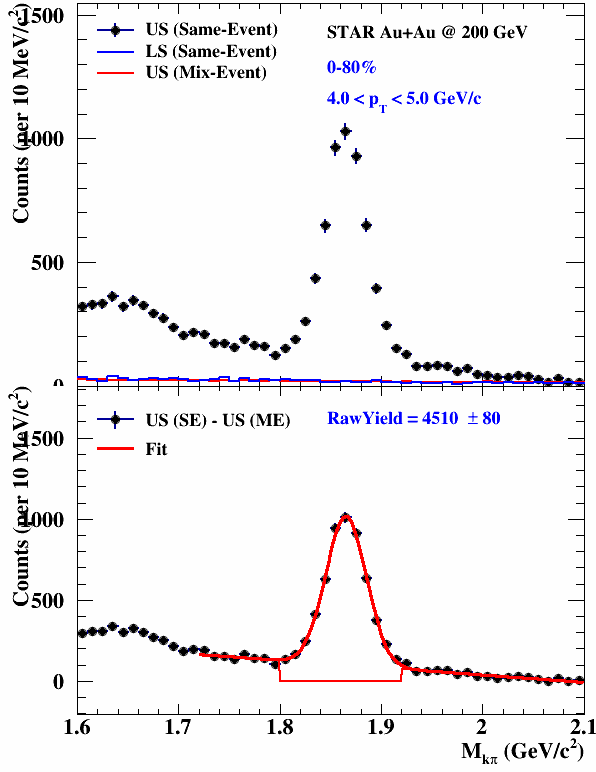 1500
1000
500
0
Counts (per 10 MeV/c²)
US (Same-Event)
LS (Same-Event)
US (Mix-Event)
STAR Au+Au @ 200 GeV
0-80%
4.0 < p_T < 5.0 GeV/c
1500
1000
500
0
Counts (per 10 MeV/c²)
US (SE) - US (ME)
Fit
RawYield = 4510 ± 80
1.6 1.7 1.8 1.9 2 2.1
M_kπ (GeV/c²)